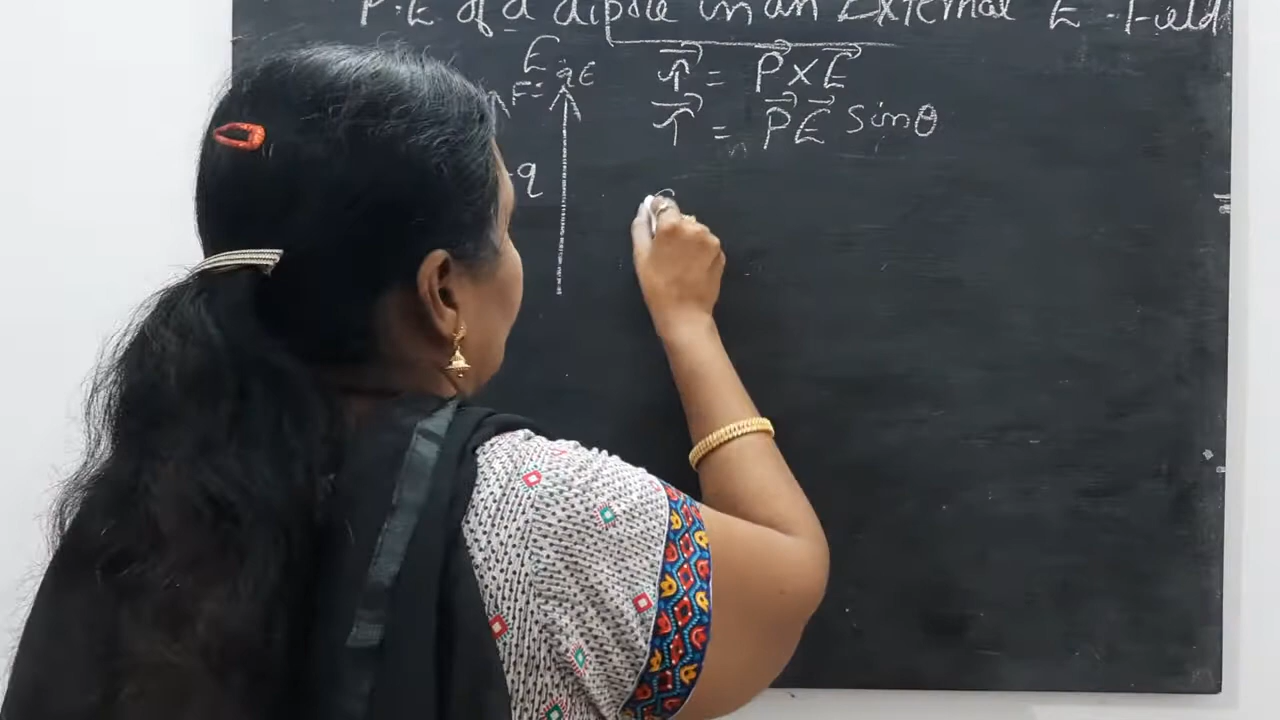 P.E of a dipole in an External E-Field
E
F= qE
q
τ⃗ = P⃗ X E⃗
τ⃗ = P⃗ E⃗ sinθ